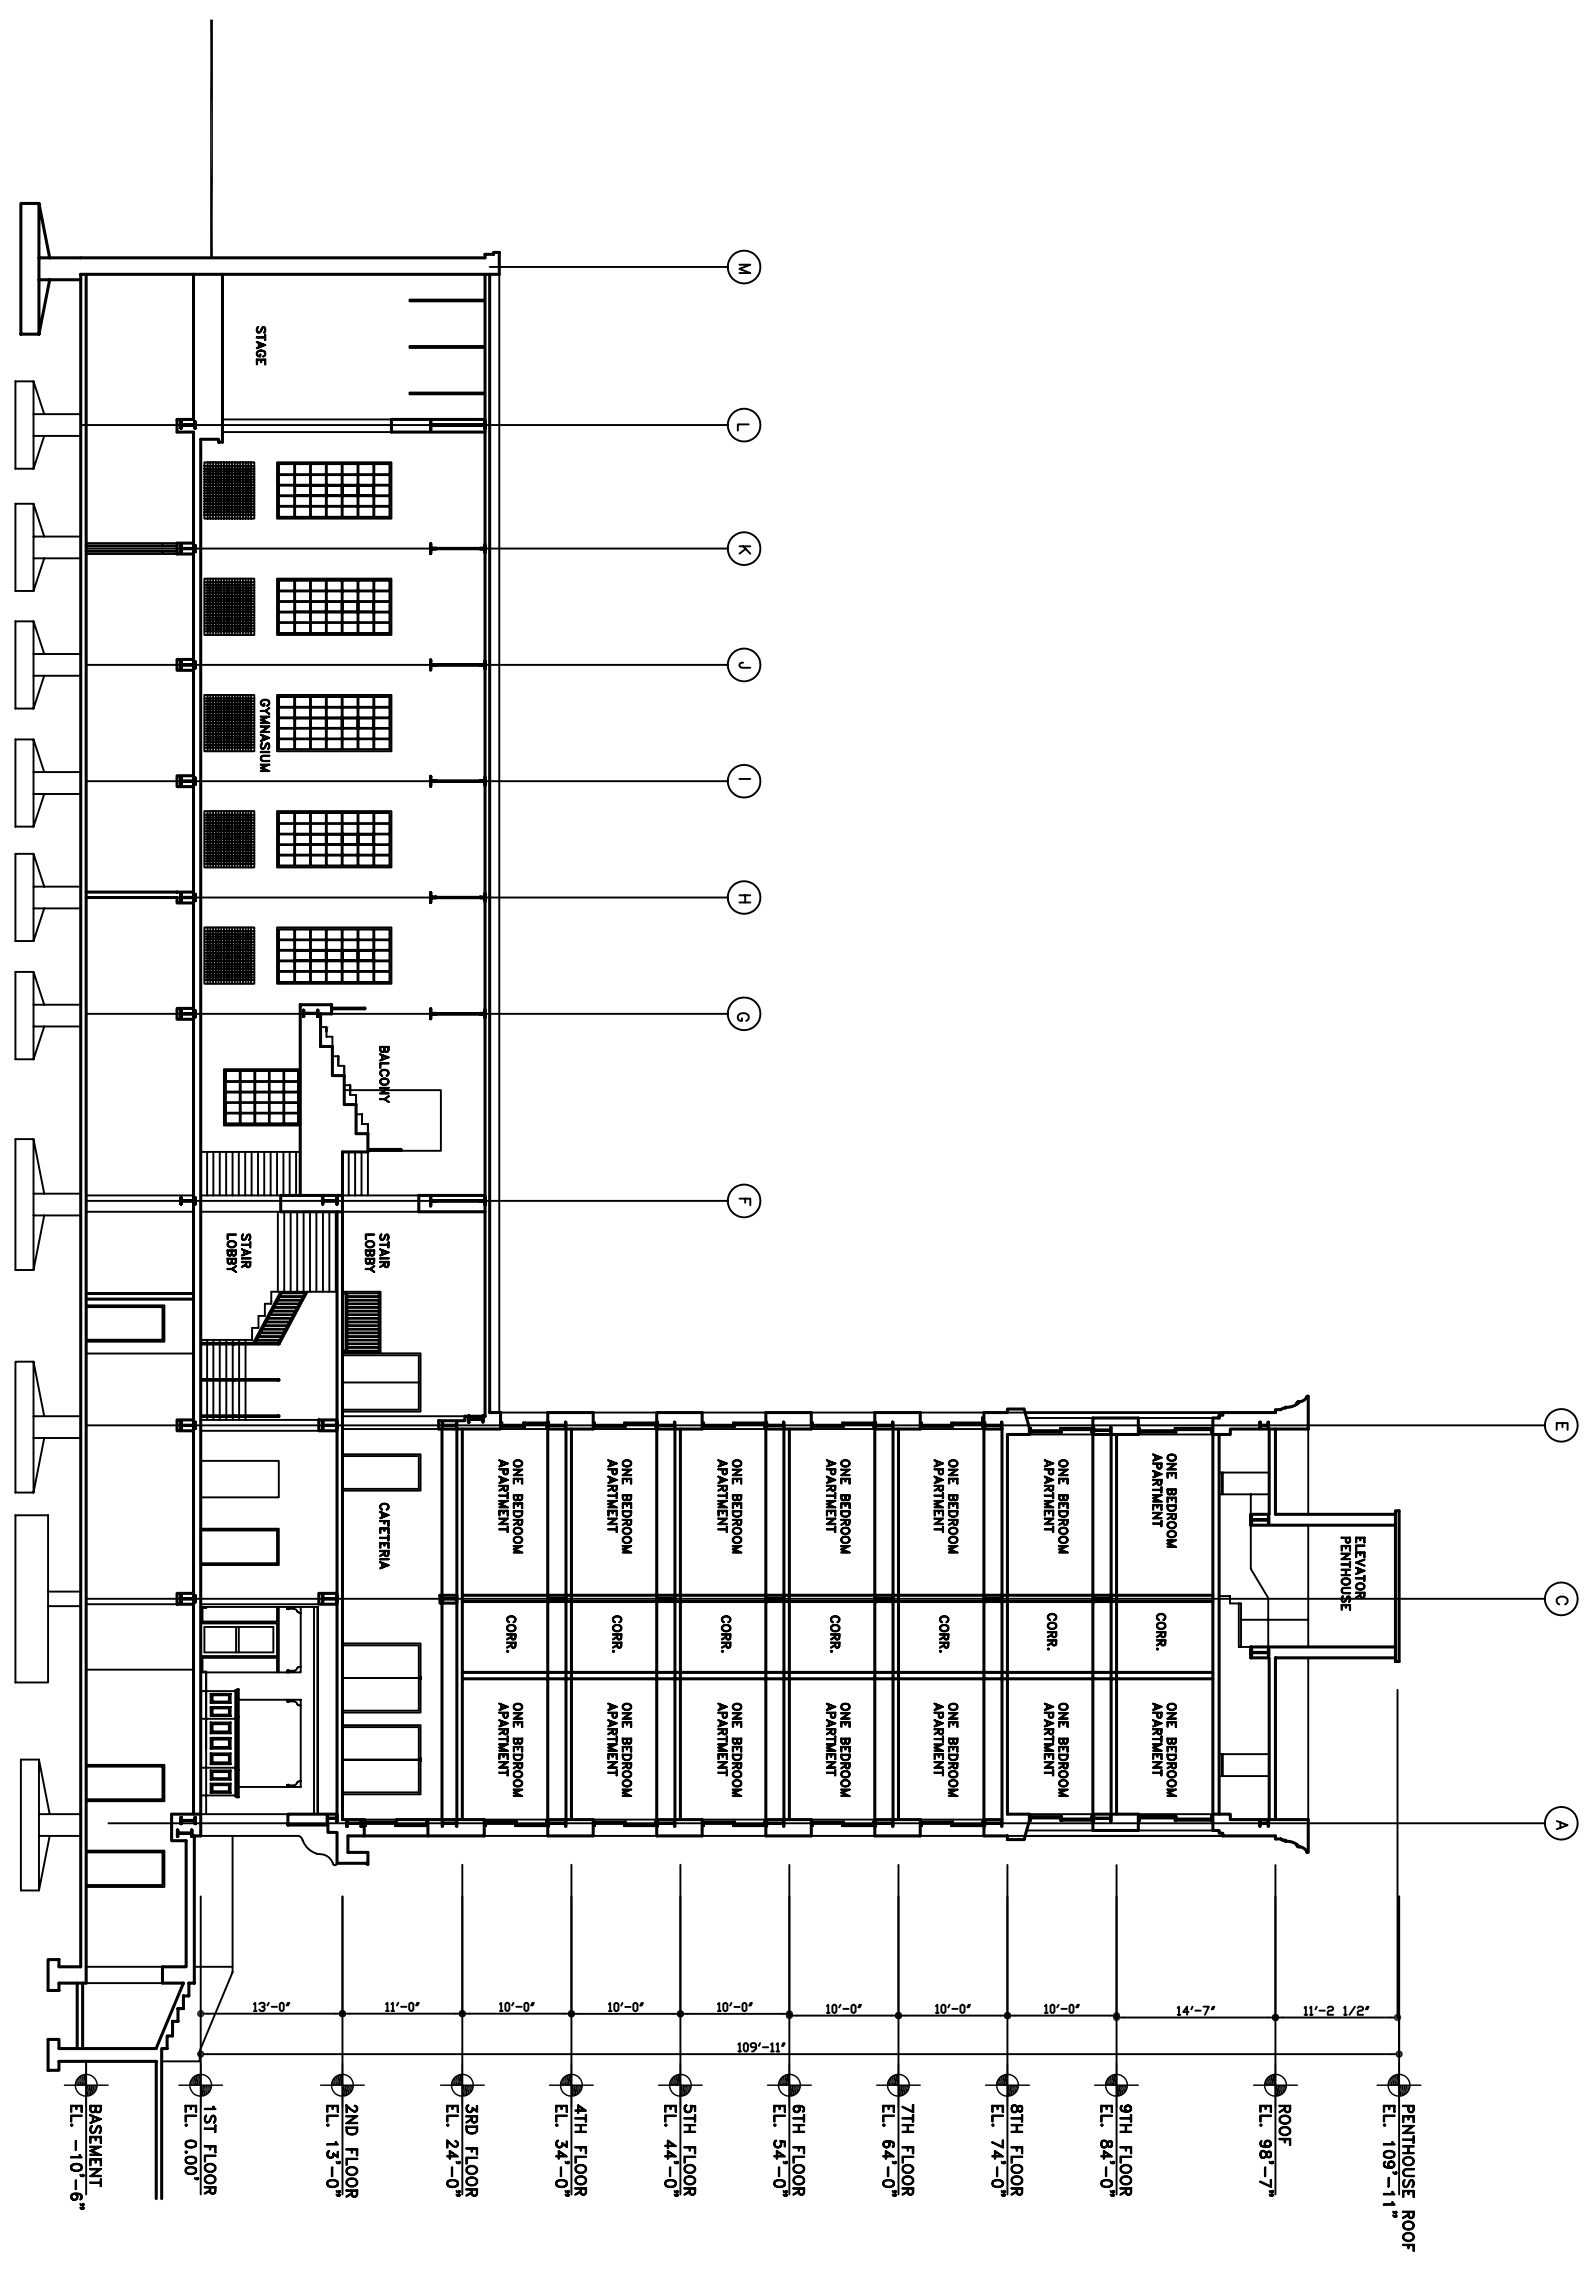 M
L
K
J
I
H
G
F
E
C
A
STAGE
GYMNASIUM
BALCONY
STAIR
LOBBY
STAIR
LOBBY
CAFETERIA
ELEVATOR
PENTHOUSE
ONE BEDROOM
APARTMENT
CORR.
ONE BEDROOM
APARTMENT
ONE BEDROOM
APARTMENT
CORR.
ONE BEDROOM
APARTMENT
ONE BEDROOM
APARTMENT
CORR.
ONE BEDROOM
APARTMENT
ONE BEDROOM
APARTMENT
CORR.
ONE BEDROOM
APARTMENT
ONE BEDROOM
APARTMENT
CORR.
ONE BEDROOM
APARTMENT
ONE BEDROOM
APARTMENT
CORR.
ONE BEDROOM
APARTMENT
ONE BEDROOM
APARTMENT
CORR.
ONE BEDROOM
APARTMENT
11'-2 1/2"
14'-7"
10'-0"
10'-0"
10'-0"
10'-0"
10'-0"
10'-0"
11'-0"
13'-0"
109'-11"
PENTHOUSE ROOF
EL. 109'-11"
ROOF
EL. 98'-7"
9TH FLOOR
EL. 84'-0"
8TH FLOOR
EL. 74'-0"
7TH FLOOR
EL. 64'-0"
6TH FLOOR
EL. 54'-0"
5TH FLOOR
EL. 44'-0"
4TH FLOOR
EL. 34'-0"
3RD FLOOR
EL. 24'-0"
2ND FLOOR
EL. 13'-0"
1ST FLOOR
EL. 0.00'
BASEMENT
EL. -10'-6"